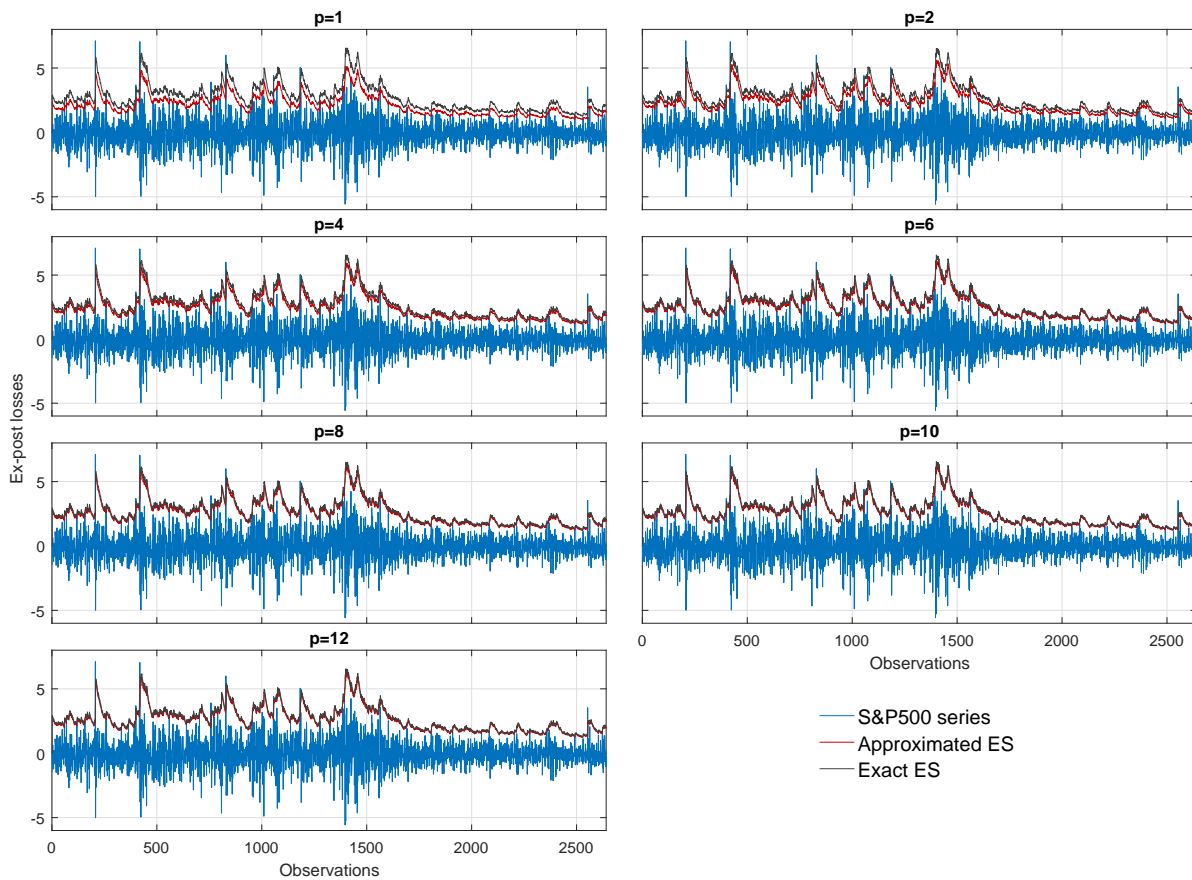 p=1
5
0
-5
p=2
p=4
5
0
-5
p=6
Ex-post losses
p=8
5
0
-5
p=10
0 500 1000 1500 2000 2500
Observations
p=12
5
0
-5
0 500 1000 1500 2000 2500
Observations
S&P500 series
Approximated ES
Exact ES